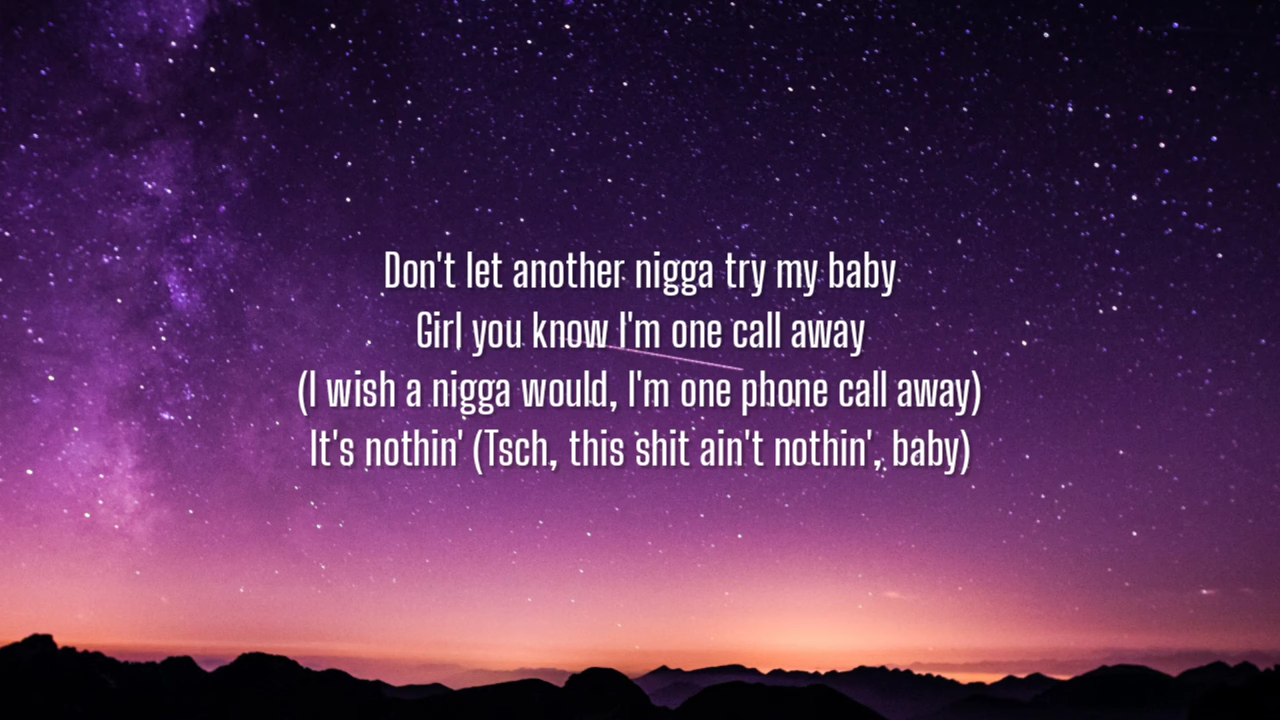 Don't let another nigga try my baby
Girl you know I'm one call away
(I wish a nigga would, I'm one phone call away)
It's nothin' (Tsch, this shit ain't nothin', baby)